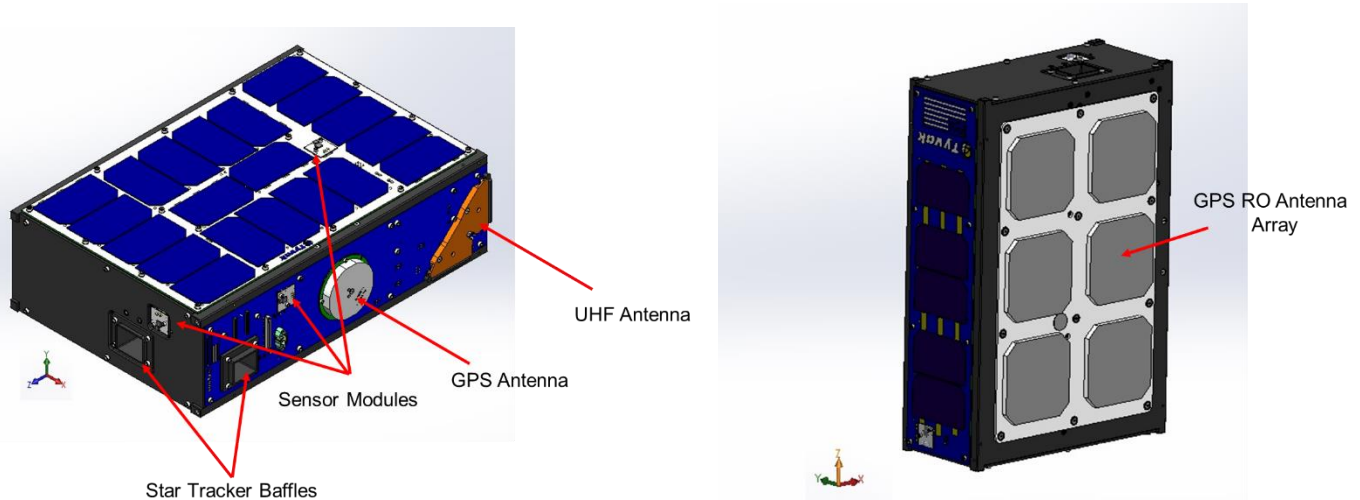 UHF Antenna
GPS Antenna
Sensor Modules
Star Tracker Baffles
Y
Z
X
Tyvak
GPS RO Antenna
Array
Z
Y
X